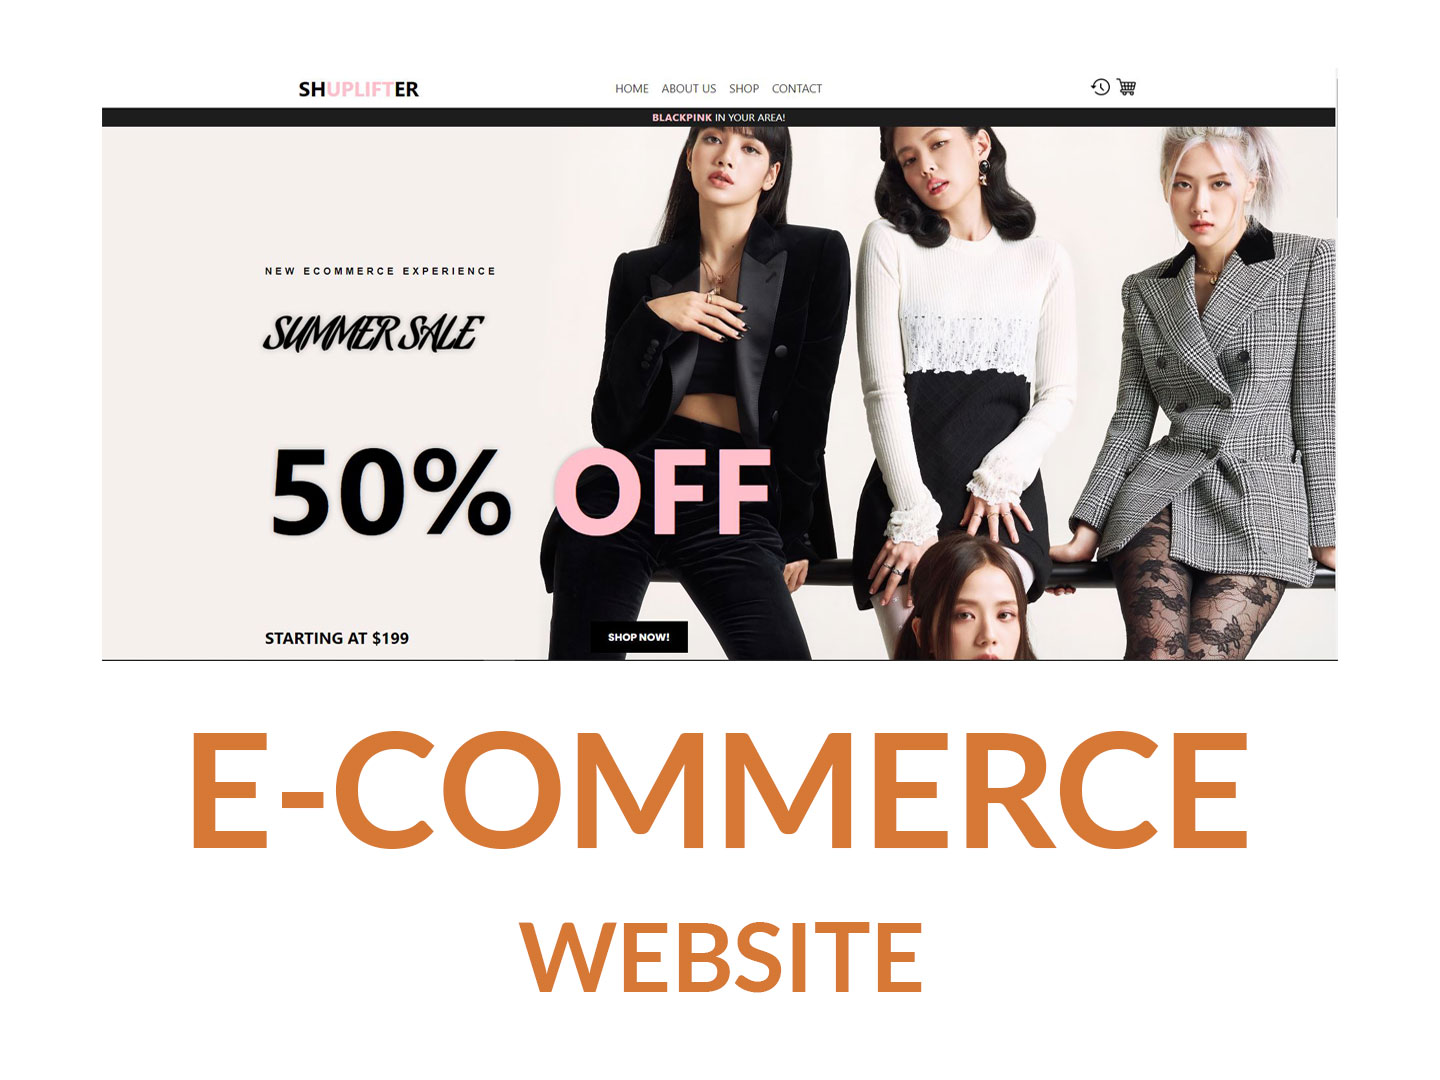 SHUPLIFTER
HOME ABOUT US SHOP CONTACT
BLACKPINK IN YOUR AREA!
NEW ECOMMERCE EXPERIENCE
SUMMER SALE
50% OFF
STARTING AT $199
SHOP NOW!
E-COMMERCE
WEBSITE